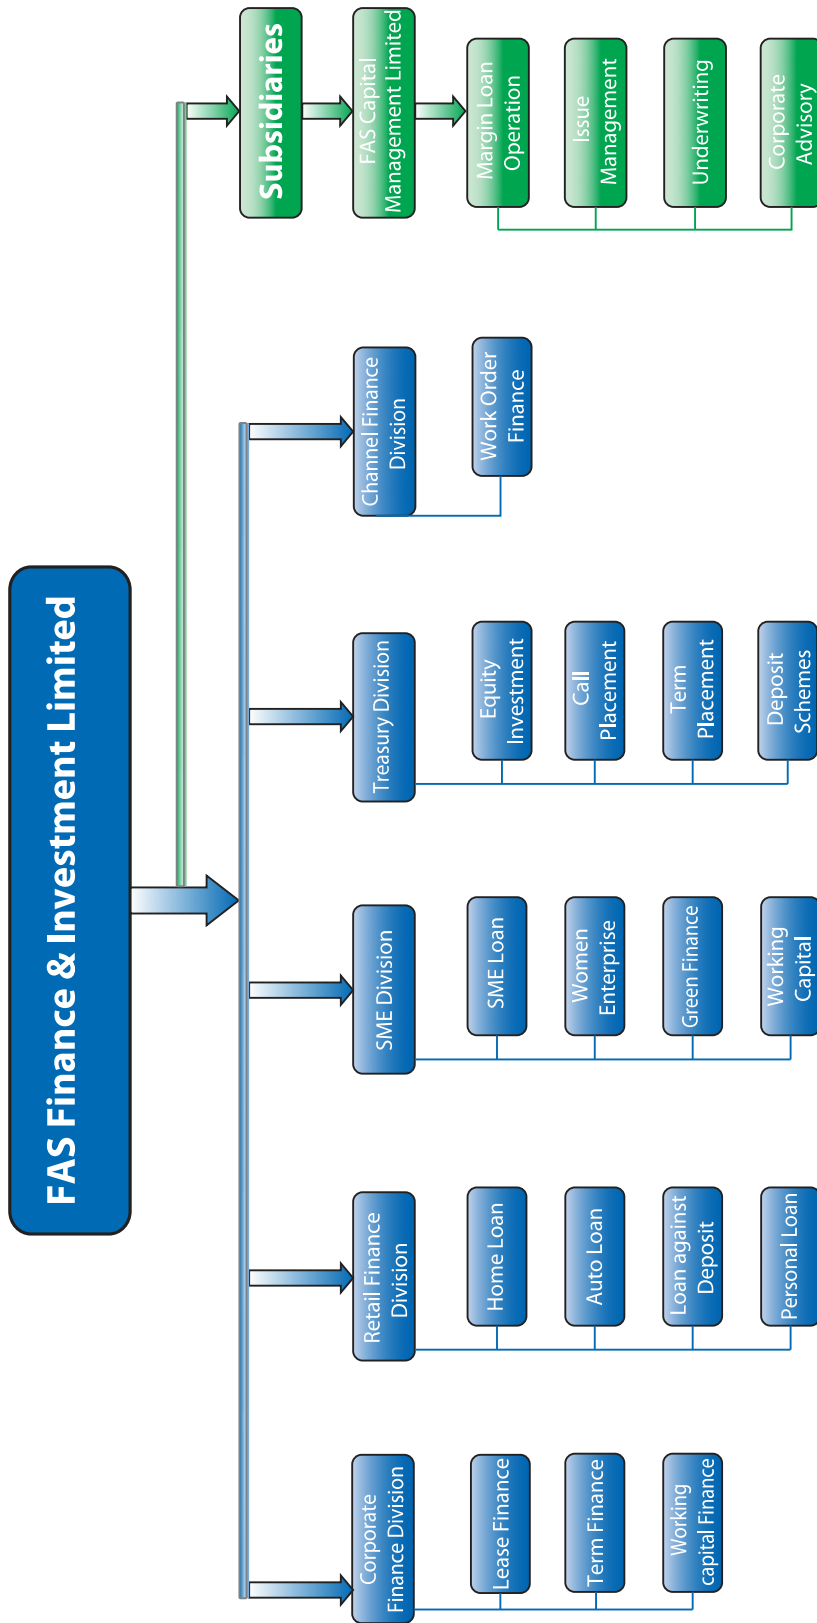 FAS Finance & Investment Limited
Subsidiaries
FAS Capital
Management Limited
Margin Loan
Operation
Issue
Management
Underwriting
Corporate
Advisory
Corporate
Finance Division
Lease Finance
Term Finance
Working
capital Finance
Retail Finance
Division
Home Loan
Auto Loan
Loan against
Deposit
Personal Loan
SME Division
SME Loan
Women
Enterprise
Green Finance
Working
Capital
Treasury Division
Equity
Investment
Call
Placement
Term
Placement
Deposit
Schemes
Channel Finance
Division
Work Order
Finance